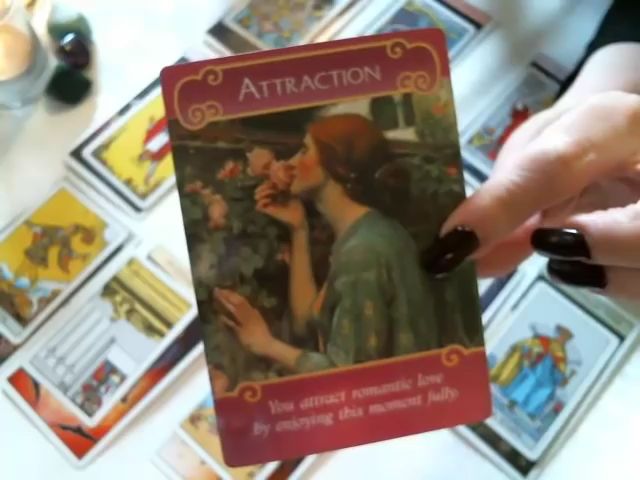 ATTRACTION
You attract romantic love
by enjoying this moment fully.